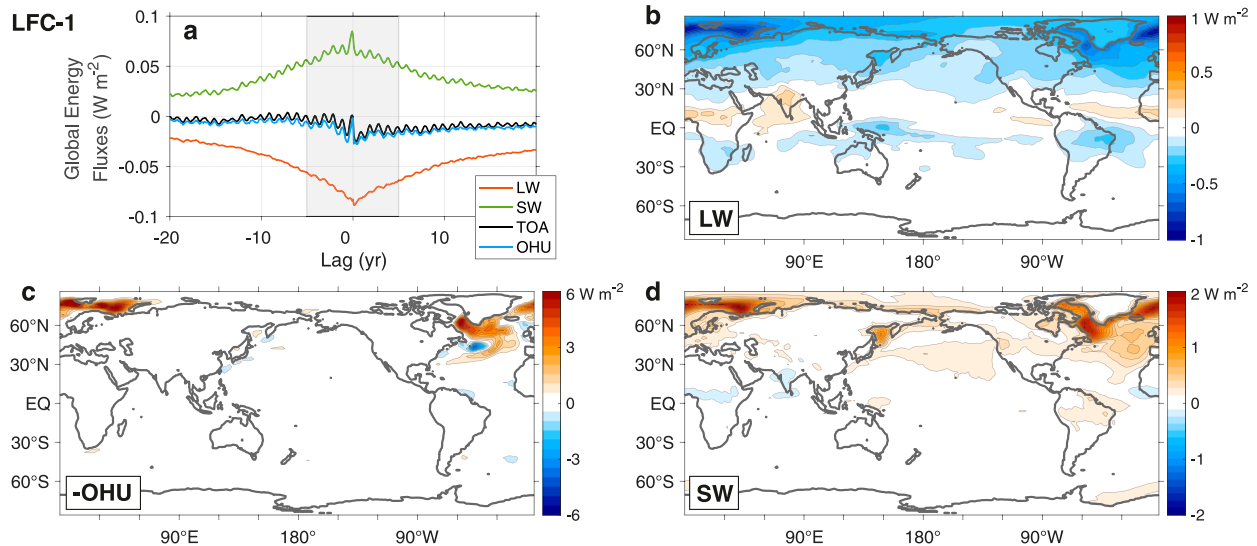 LFC-1
a
Global Energy
Fluxes (W m-2)
0.1
0.05
0
-0.05
-0.1
-20
-10
0
10
Lag (yr)
LW
SW
TOA
OHU
b
60°N
30°N
EQ
30°S
60°S
90°E
180°
90°W
LW
1 W m-2
0.5
0
-0.5
-1
c
60°N
30°N
EQ
30°S
60°S
90°E
180°
90°W
-OHU
6 W m-2
3
0
-3
-6
d
60°N
30°N
EQ
30°S
60°S
90°E
180°
90°W
SW
2 W m-2
1
0
-1
-2